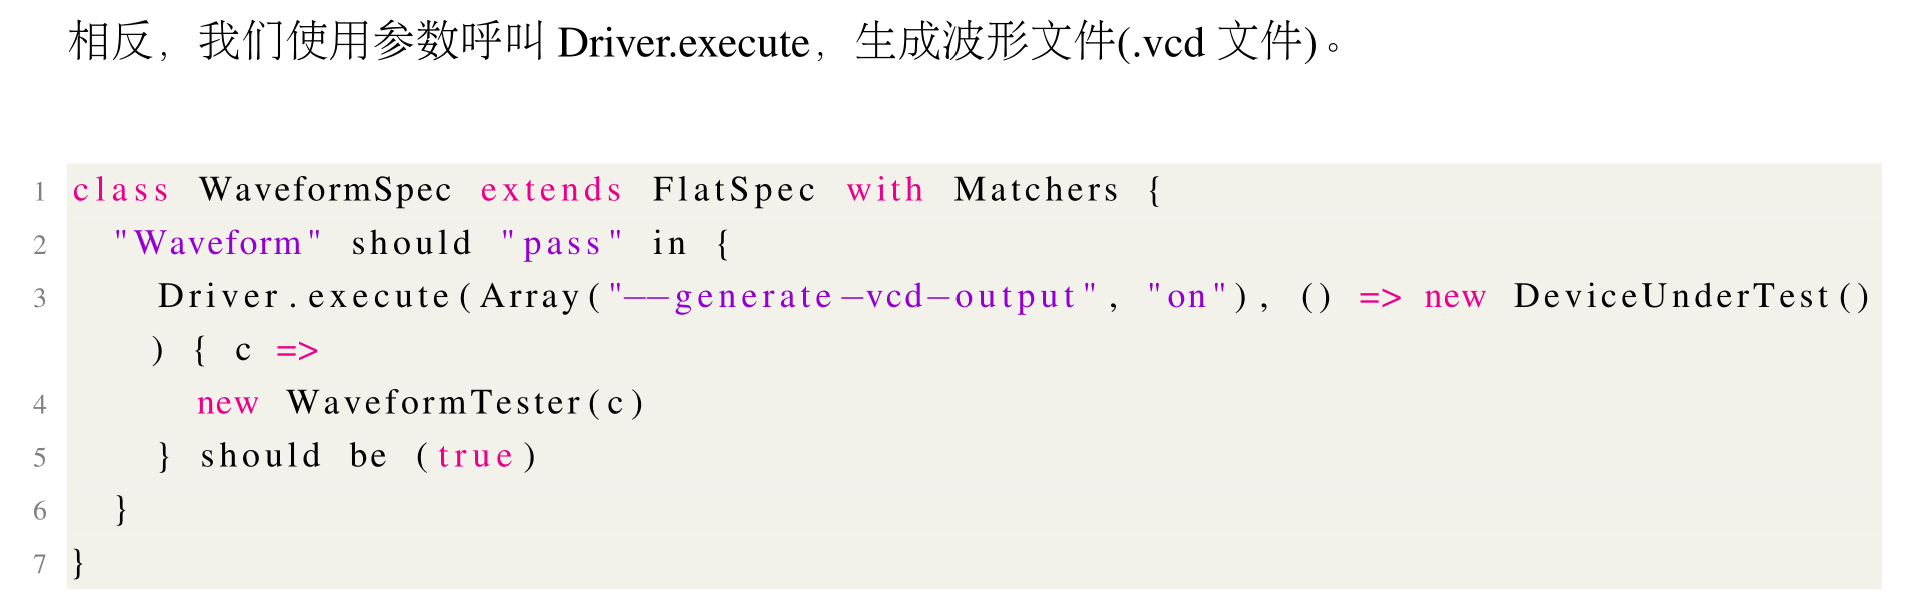 相反，我们使用参数呼叫 Driver.execute，生成波形文件(.vcd 文件)。
1 class WaveformSpec extends FlatSpec with Matchers {
2 "Waveform" should "pass" in {
3 Driver.execute(Array("--generate-vcd-output", "on"), () => new DeviceUnderTest()
) { c =>
4 new WaveformTester(c)
5 } should be (true)
6 }
7 }